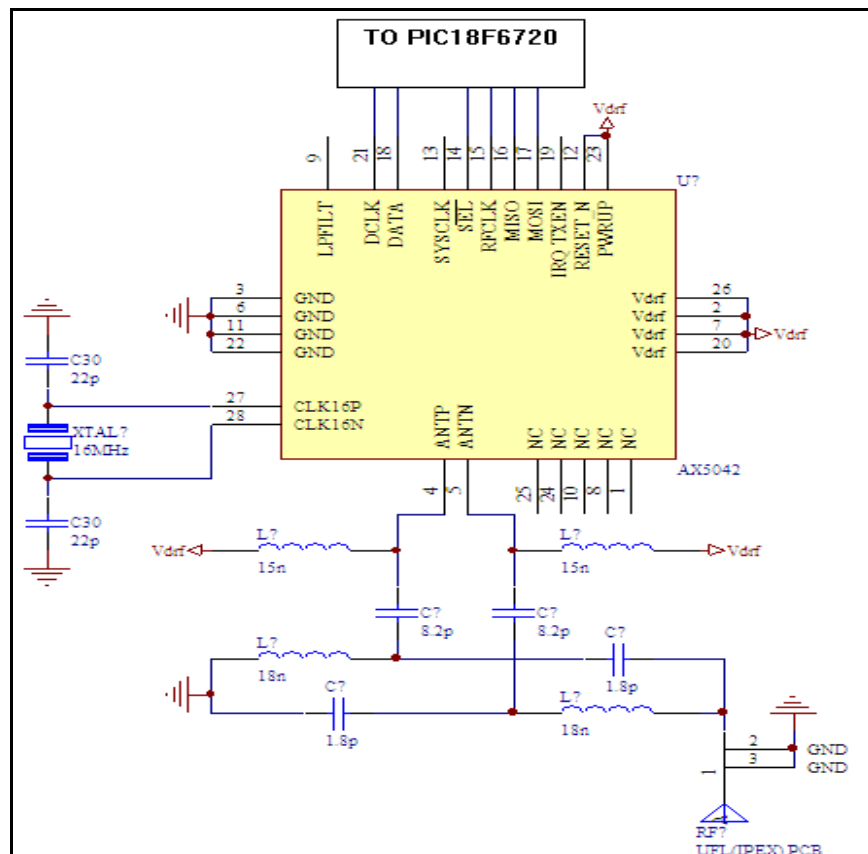 TO PIC18F6720
Vdrf
9
21
18
13
14
15
16
17
19
12
23
U?
LPFILT
DCLK
DATA
SYSCLK
SEL
RFCLK
MISO
MOSI
IRQ TXEN
RESET_N
PWRUP
3 GND
6 GND
11 GND
22 GND
Vdrf 26
Vdrf 2
Vdrf 7
Vdrf 20
Vdrf
C30
22p
27 CLK16P
28 CLK16N
XTAL?
16MHz
ANTP
ANTN
NC
NC
NC
NC
NC
AX5042
4
5
25
24
10
8
1
C30
22p
Vdrf
L?
15n
L?
15n
Vdrf
C?
8.2p
C?
8.2p
L?
18n
C?
1.8p
C?
1.8p
L?
18n
2 GND
3 GND
1
RF?
UFL(IPEX) PCB